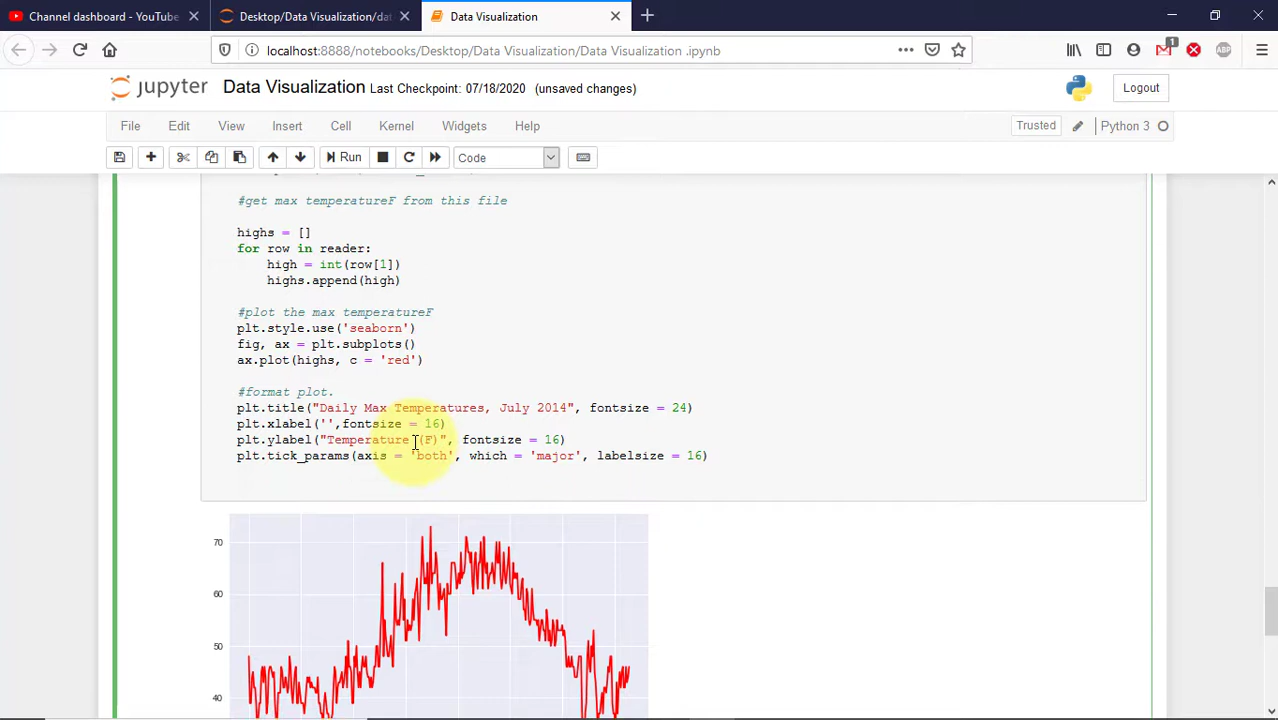 Channel dashboard - YouTube
Desktop/Data Visualization/dat
Data Visualization
localhost:8888/notebooks/Desktop/Data Visualization/Data Visualization .ipynb
1
ABP
jupyter Data Visualization Last Checkpoint: 07/18/2020 (unsaved changes)
Logout
File Edit View Insert Cell Kernel Widgets Help
Trusted Python 3
Run Code
#get max temperatureF from this file
highs = []
for row in reader:
high = int(row[1])
highs.append(high)
#plot the max temperatureF
plt.style.use('seaborn')
fig, ax = plt.subplots()
ax.plot(highs, c = 'red')
#format plot.
plt.title("Daily Max Temperatures, July 2014", fontsize = 24)
plt.xlabel('',fontsize = 16)
plt.ylabel("Temperature (F)", fontsize = 16)
plt.tick_params(axis = 'both', which = 'major', labelsize = 16)
70
60
50
40